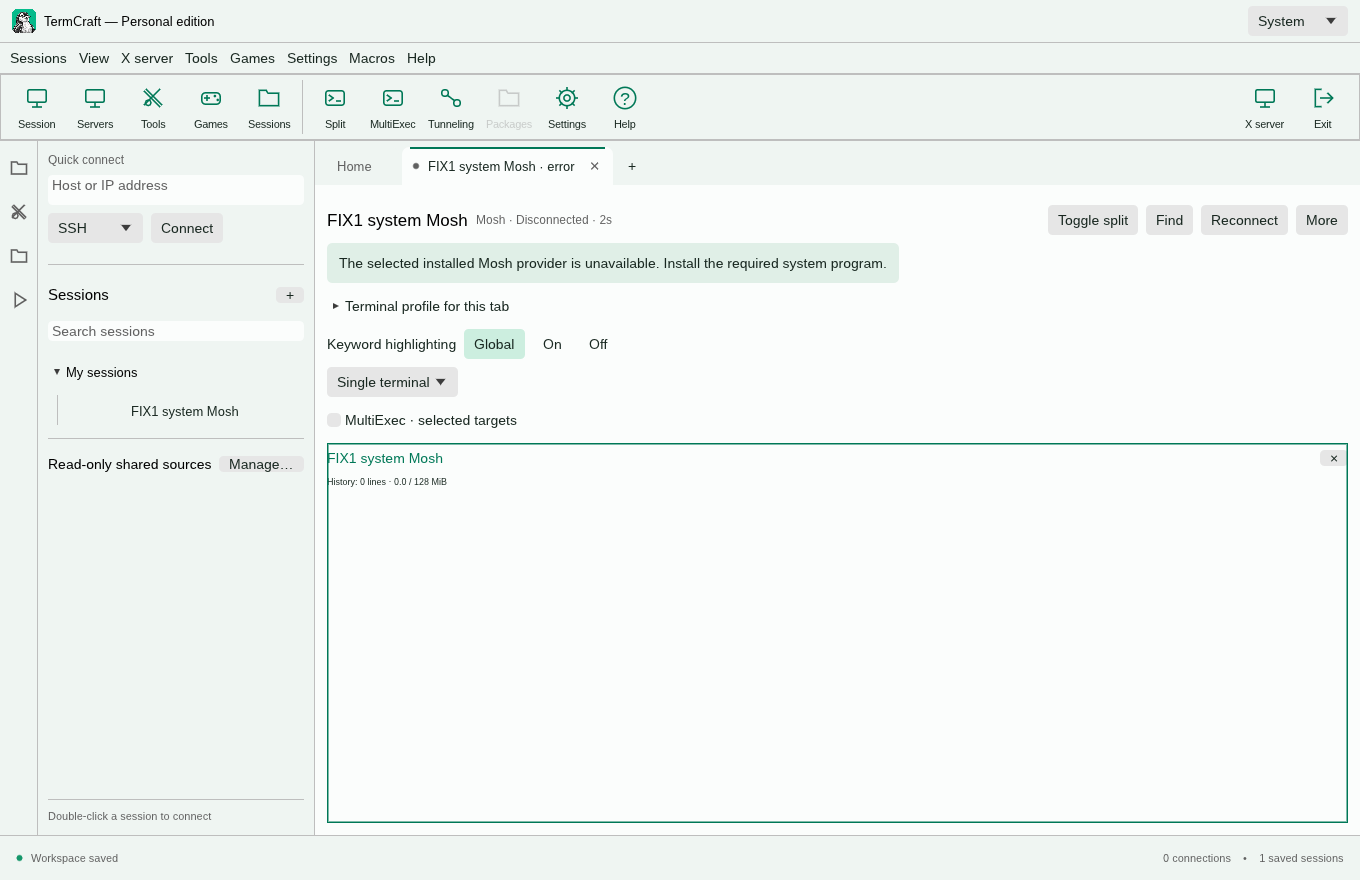 TermCraft — Personal edition
System
Sessions View X server Tools Games Settings Macros Help
Session Servers Tools Games Sessions Split MultiExec Tunneling Packages Settings Help X server Exit
Quick connect
Host or IP address
SSH Connect
Sessions +
Search sessions
My sessions
FIX1 system Mosh
Read-only shared sources Manage…
Double-click a session to connect
Home FIX1 system Mosh · error ✕ +
FIX1 system Mosh Mosh · Disconnected · 2s Toggle split Find Reconnect More
The selected installed Mosh provider is unavailable. Install the required system program.
Terminal profile for this tab
Keyword highlighting Global On Off
Single terminal
MultiExec · selected targets
FIX1 system Mosh ✕
History: 0 lines · 0.0 / 128 MiB
Workspace saved 0 connections • 1 saved sessions